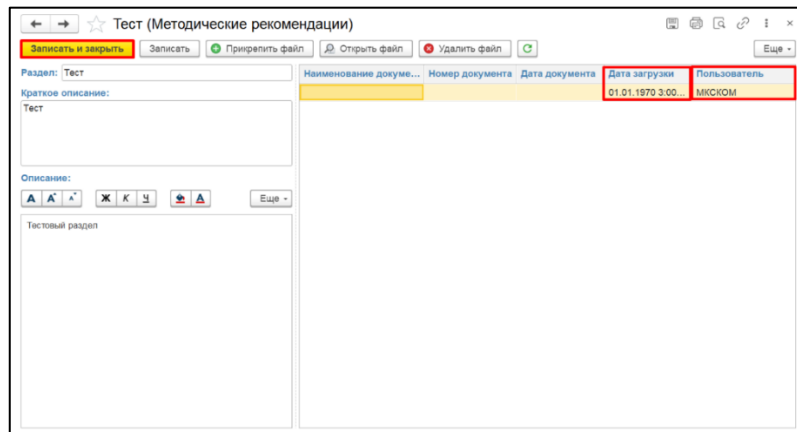 Тест (Методические рекомендации)
Записать и закрыть Записать Прикрепить файл Открыть файл Удалить файл Еще
Раздел: Тест
Краткое описание:
Тест
Описание:
А А А Ж К Ч А Еще
Тестовый раздел
Наименование докуме... Номер документа Дата документа Дата загрузки Пользователь
01.01.1970 3:00... МКСКОМ